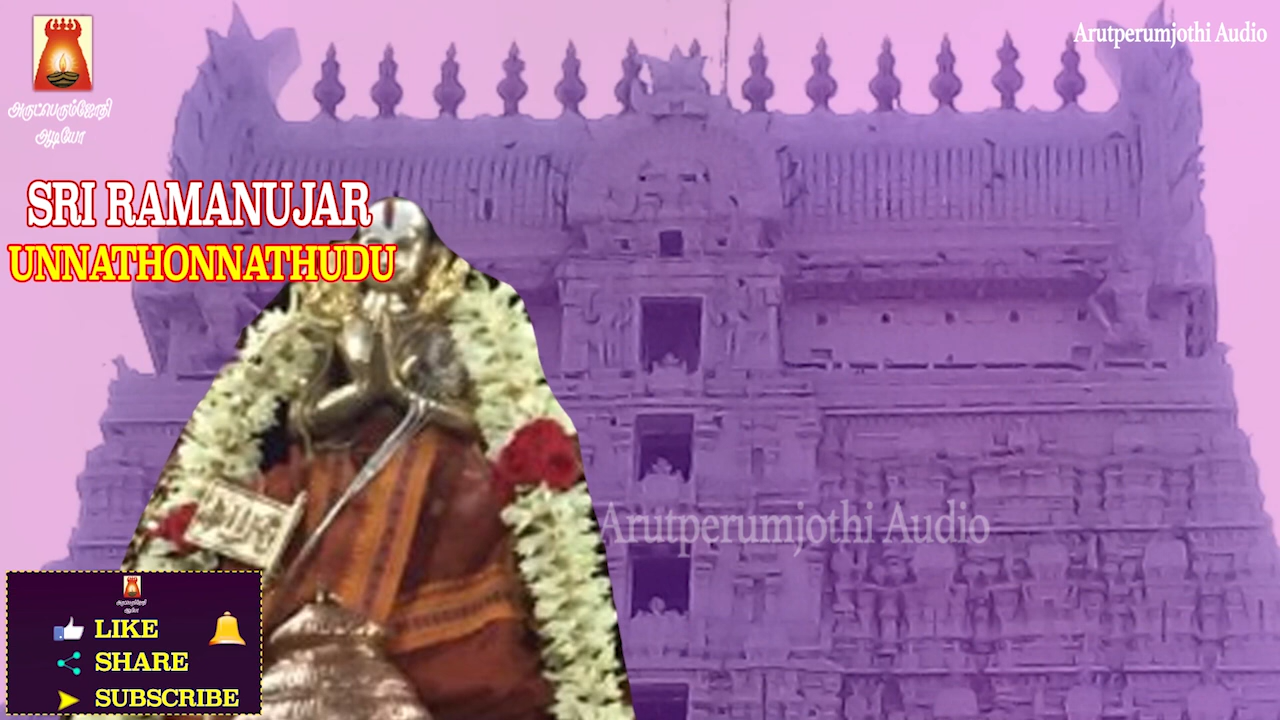 அருட்பெரும்ஜோதி
ஆடியோ
Arutperumjothi Audio
SRI RAMANUJAR
UNNATHONNATHUDU
Arutperumjothi Audio
LIKE
SHARE
SUBSCRIBE